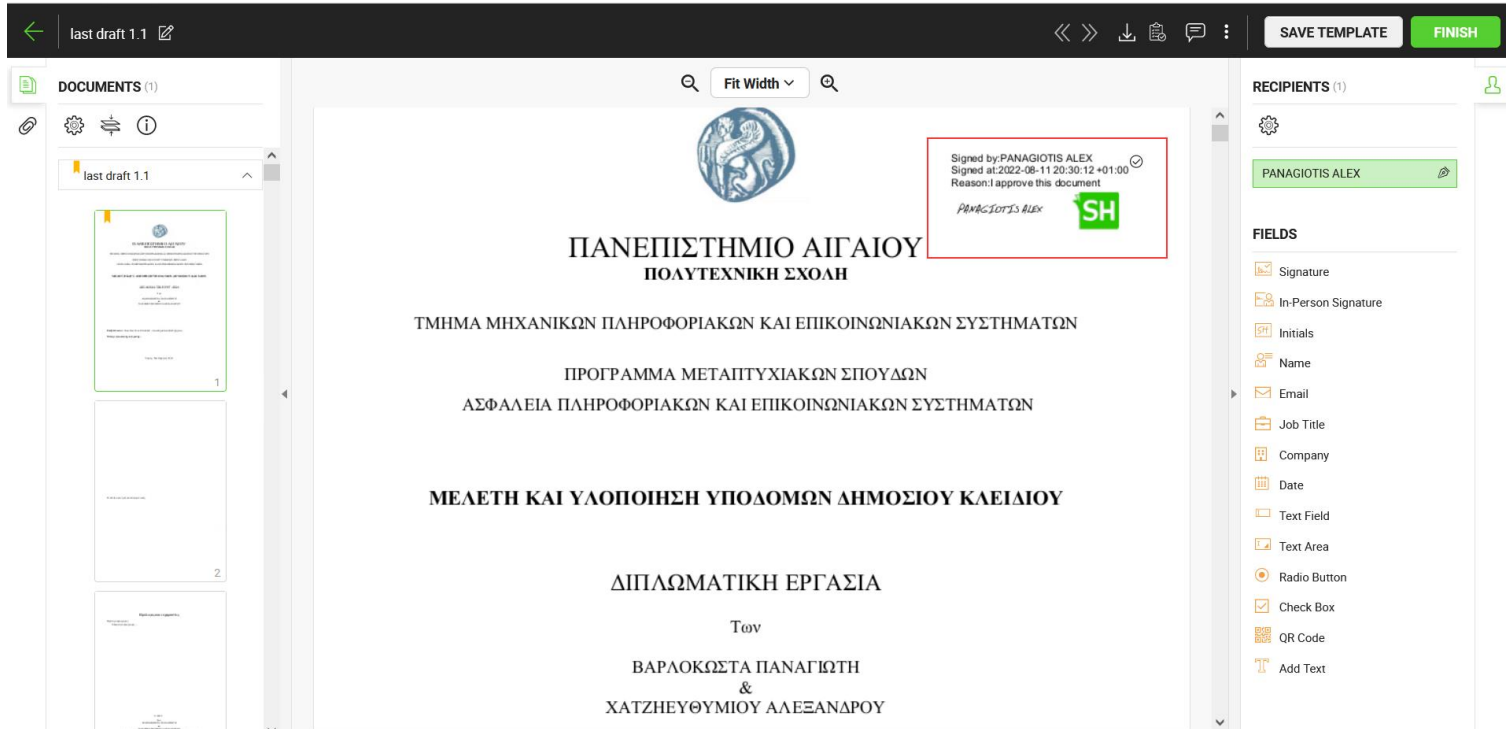 last draft 1.1
SAVE TEMPLATE
FINISH
DOCUMENTS (1)
last draft 1.1
1
2
Fit Width
Signed by:PANAGIOTIS ALEX
Signed at:2022-08-11 20:30:12 +01:00
Reason:I approve this document
PANAGIOTIS ALEX
SH
ΠΑΝΕΠΙΣΤΗΜΙΟ ΑΙΓΑΙΟΥ
ΠΟΛΥΤΕΧΝΙΚΗ ΣΧΟΛΗ
ΤΜΗΜΑ ΜΗΧΑΝΙΚΩΝ ΠΛΗΡΟΦΟΡΙΑΚΩΝ ΚΑΙ ΕΠΙΚΟΙΝΩΝΙΑΚΩΝ ΣΥΣΤΗΜΑΤΩΝ
ΠΡΟΓΡΑΜΜΑ ΜΕΤΑΠΤΥΧΙΑΚΩΝ ΣΠΟΥΔΩΝ
ΑΣΦΑΛΕΙΑ ΠΛΗΡΟΦΟΡΙΑΚΩΝ ΚΑΙ ΕΠΙΚΟΙΝΩΝΙΑΚΩΝ ΣΥΣΤΗΜΑΤΩΝ
ΜΕΛΕΤΗ ΚΑΙ ΥΛΟΠΟΙΗΣΗ ΥΠΟΔΟΜΩΝ ΔΗΜΟΣΙΟΥ ΚΛΕΙΔΙΟΥ
ΔΙΠΛΩΜΑΤΙΚΗ ΕΡΓΑΣΙΑ
Των
ΒΑΡΛΟΚΩΣΤΑ ΠΑΝΑΓΙΩΤΗ
&
ΧΑΤΖΗΕΥΘΥΜΙΟΥ ΑΛΕΞΑΝΔΡΟΥ
RECIPIENTS (1)
PANAGIOTIS ALEX
FIELDS
Signature
In-Person Signature
SH Initials
Name
Email
Job Title
Company
Date
Text Field
Text Area
Radio Button
Check Box
QR Code
Add Text